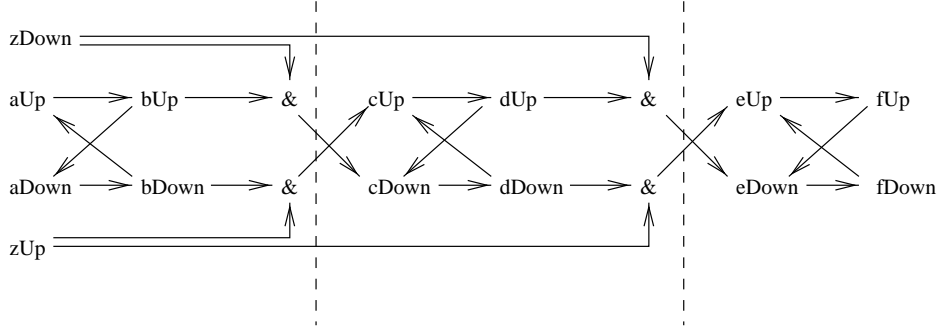 zDown
aUp bUp & cUp dUp & eUp fUp
aDown bDown & cDown dDown & eDown fDown
zUp